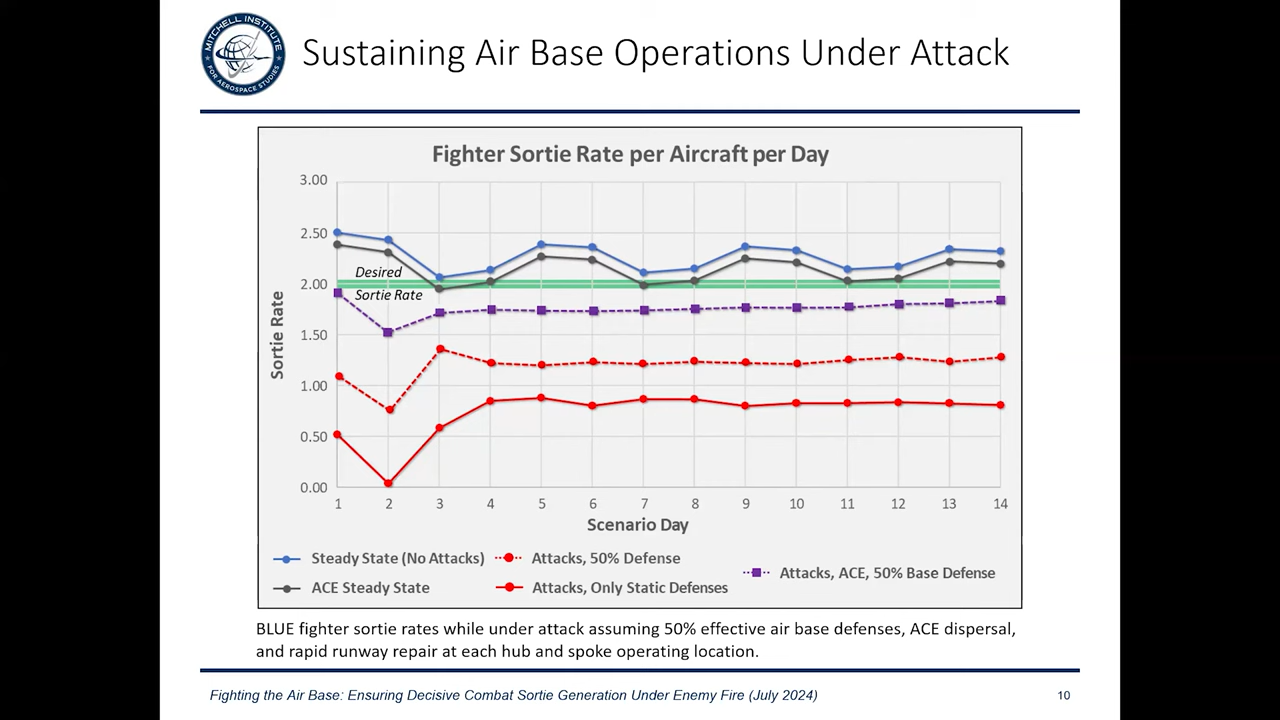 MITCHELL INSTITUTE
FOR AEROSPACE STUDIES
Sustaining Air Base Operations Under Attack
Fighter Sortie Rate per Aircraft per Day
3.00
2.50
2.00
1.50
1.00
0.50
0.00
Sortie Rate
Desired
Sortie Rate
1 2 3 4 5 6 7 8 9 10 11 12 13 14
Scenario Day
Steady State (No Attacks)
ACE Steady State
Attacks, 50% Defense
Attacks, Only Static Defenses
Attacks, ACE, 50% Base Defense
BLUE fighter sortie rates while under attack assuming 50% effective air base defenses, ACE dispersal,
and rapid runway repair at each hub and spoke operating location.
Fighting the Air Base: Ensuring Decisive Combat Sortie Generation Under Enemy Fire (July 2024)
10